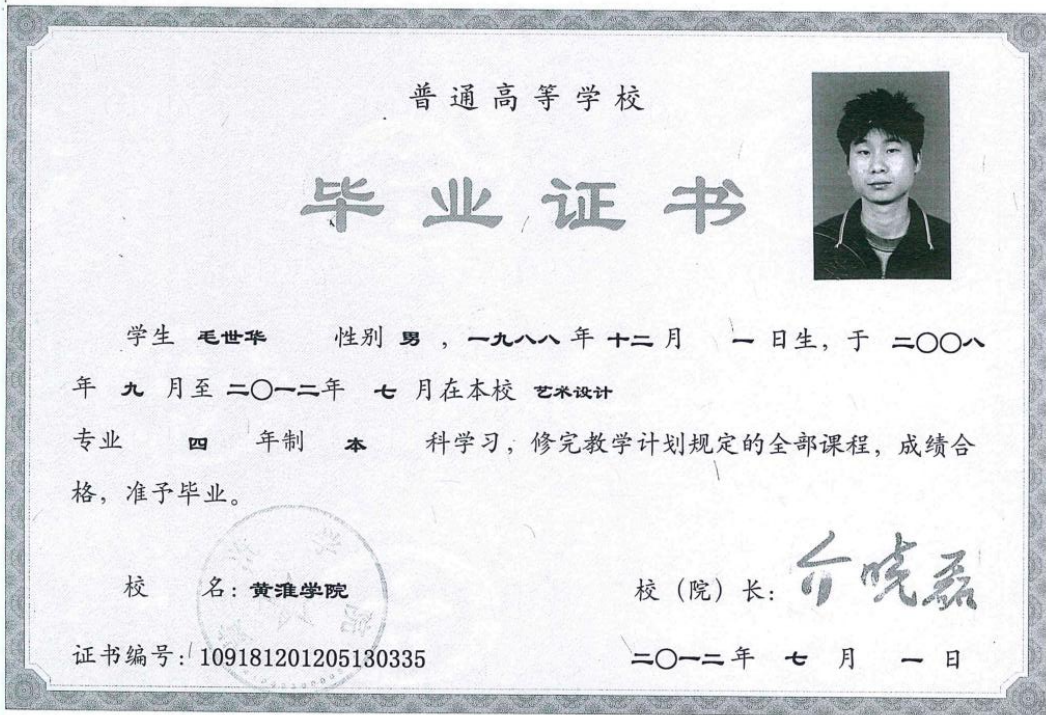 普通高等学校
毕业证书
学生 毛世华 性别 男 ，一九八八 年 十二 月 一 日生，于 二〇〇八
年 九 月至 二〇一二年 七 月在本校 艺术设计
专业 四 年制 本 科学习，修完教学计划规定的全部课程，成绩合
格，准予毕业。
校 名：黄淮学院
校（院）长：介晓磊
证书编号：109181201205130335
二〇一二年 七 月 一 日